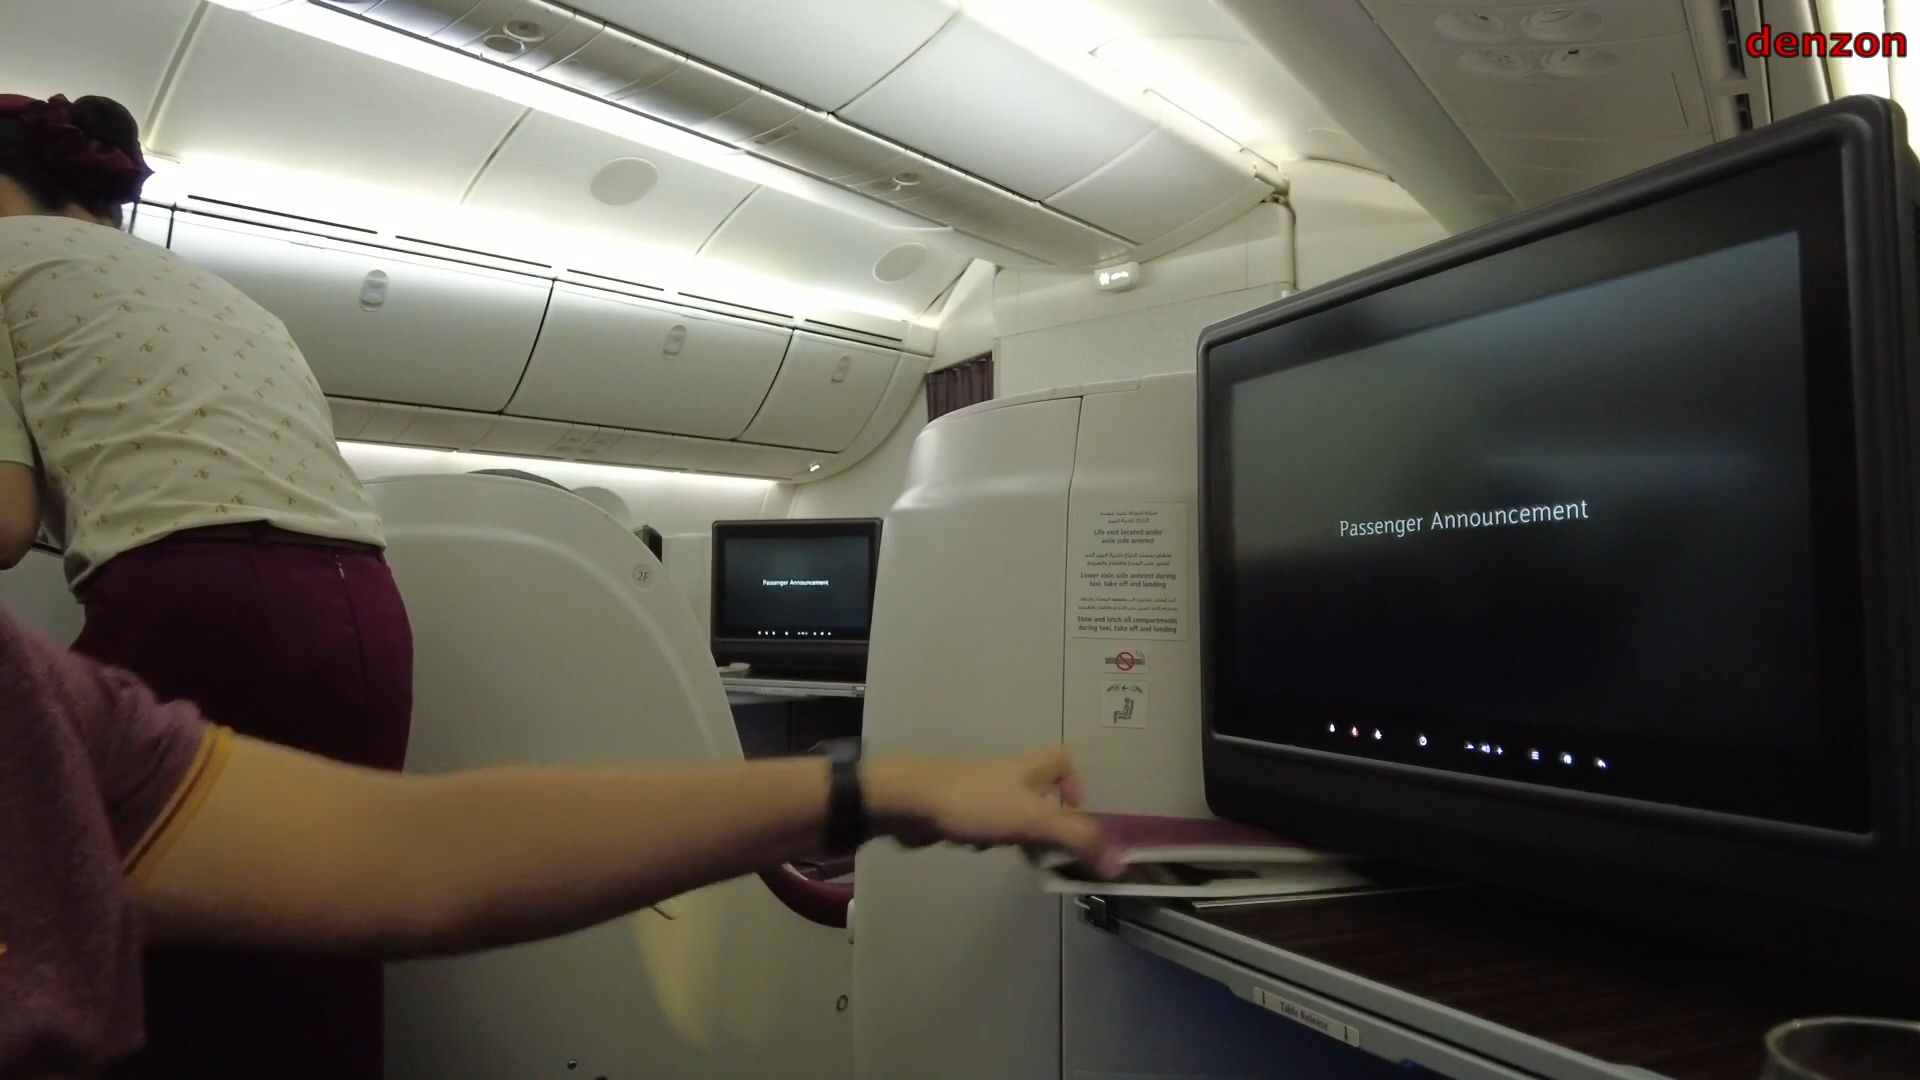 denzon
Passenger Announcement
Passenger Announcement
2F
Life vest located under
aisle side armrest
Lower aisle side armrest during
taxi, take off and landing
Stow and latch all compartments
during taxi, take off and landing
Table Release